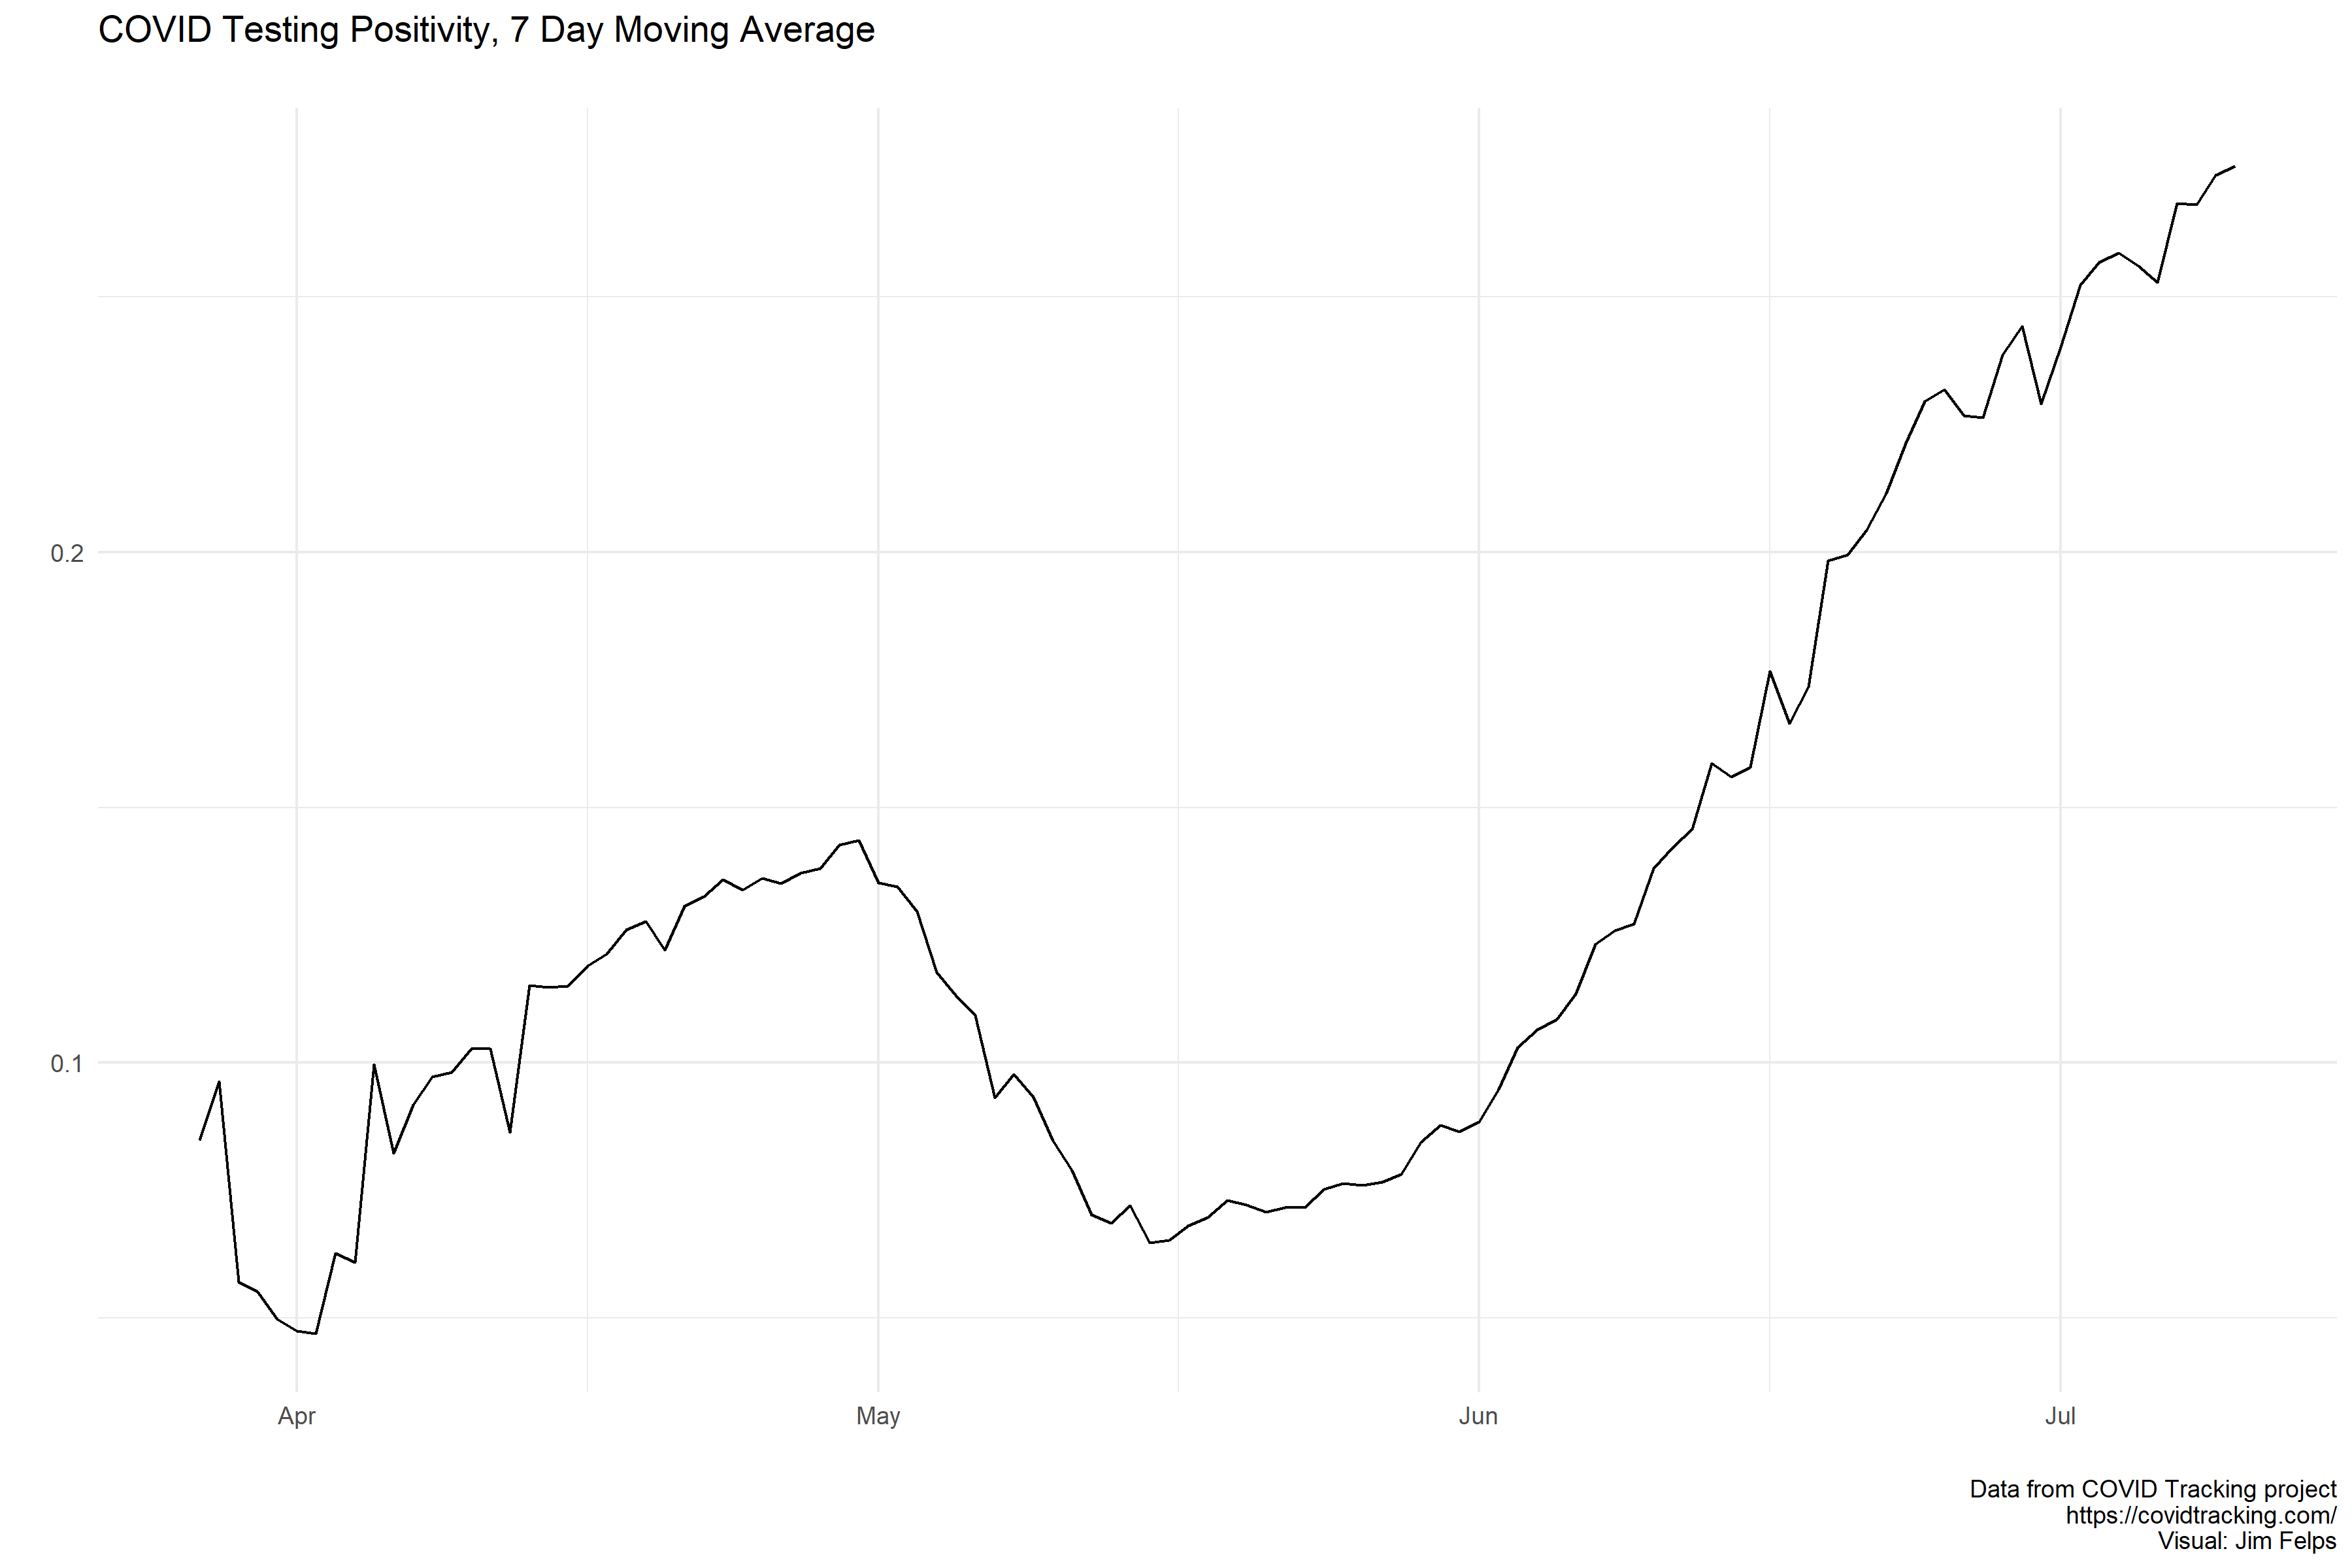 COVID Testing Positivity, 7 Day Moving Average
0.2
0.1
Apr
May
Jun
Jul
Data from COVID Tracking project
https://covidtracking.com/
Visual: Jim Felps